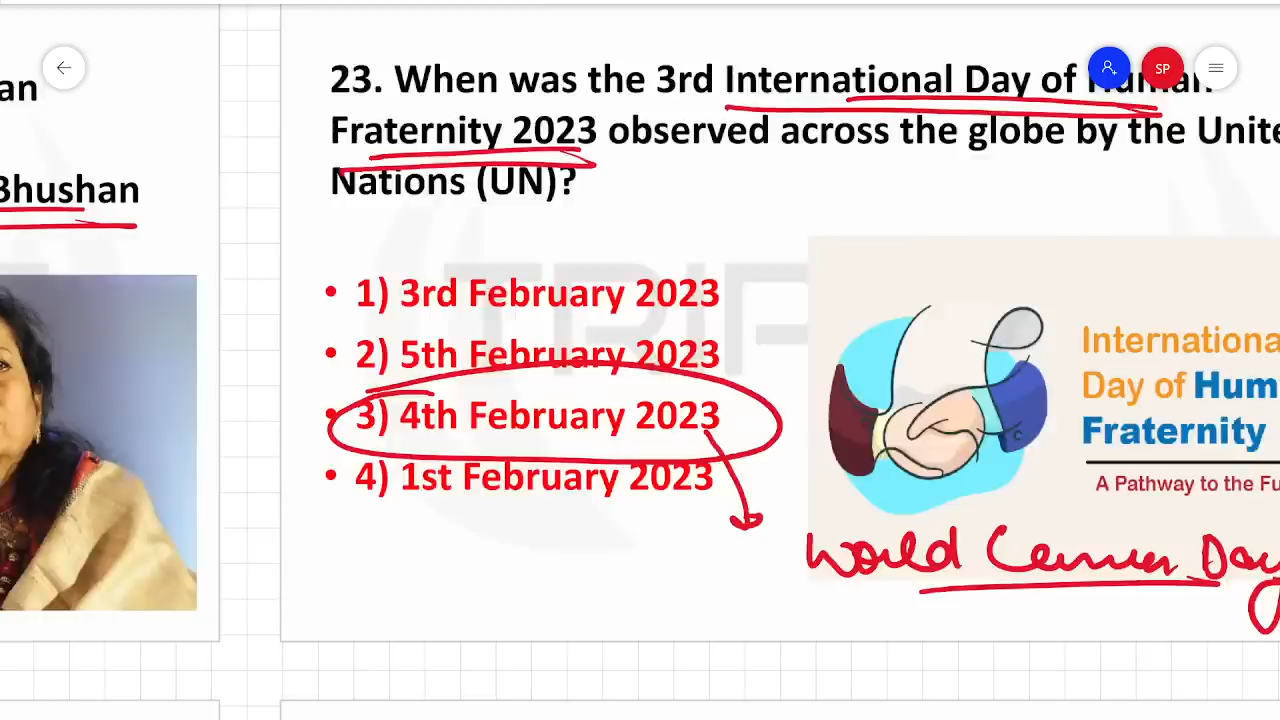 an
Bhushan
SP
23. When was the 3rd International Day of Human
Fraternity 2023 observed across the globe by the Unite
Nations (UN)?
• 1) 3rd February 2023
• 2) 5th February 2023
• 3) 4th February 2023
• 4) 1st February 2023
Internationa
Day of Hum
Fraternity
A Pathway to the Fu
World Cancer Day